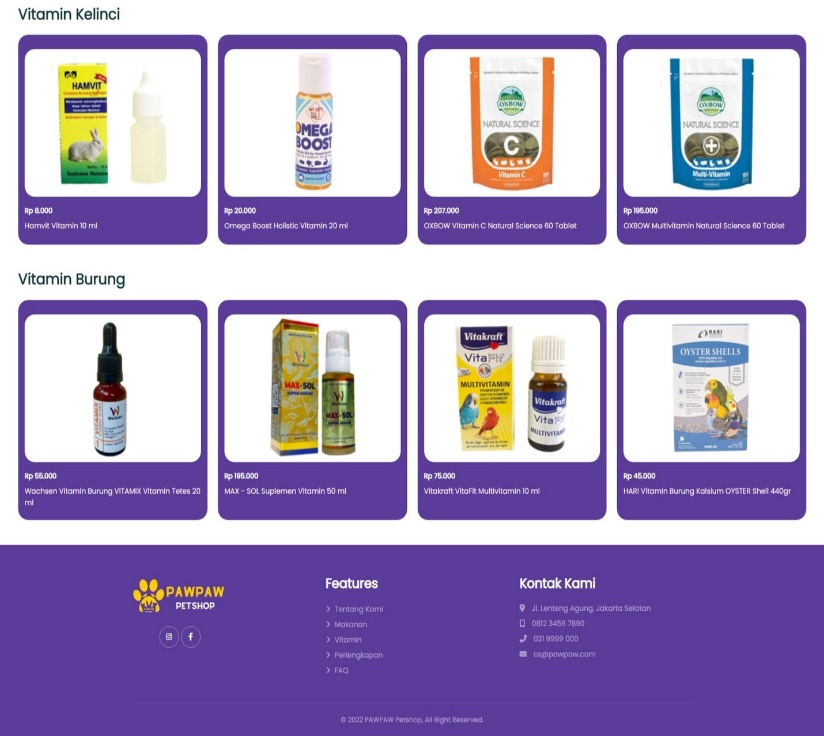 Vitamin Kelinci
HAMVIT
OMEGA
BOOST
OXBOW
NATURAL SCIENCE
C
Vitamin C
OXBOW
NATURAL SCIENCE
Multi-Vitamin
Rp 8.000
Rp 20.000
Rp 207.000
Rp 195.000
Hamvit Vitamin 10 ml
Omega Boost Holistic Vitamin 20 ml
OXBOW Vitamin C Natural Science 60 Tablet
OXBOW Multivitamin Natural Science 60 Tablet
Vitamin Burung
VITAMIX
MAX-SOL
MAX-SOL
Vitakraft
VitaFit
MULTIVITAMIN
Vitakraft
VitaFit
MULTIVITAMIN
HARI
OYSTER SHELLS
Rp 55.000
Rp 195.000
Rp 75.000
Rp 45.000
Wachsen Vitamin Burung VITAMIX Vitamin Tetes 20
ml
MAX - SOL Suplemen Vitamin 50 ml
Vitakraft VitaFit Multivitamin 10 ml
HARI Vitamin Burung Kalsium OYSTER Shell 440gr
PAWPAW
PETSHOP
Features
Tentang Kami
Makanan
Vitamin
Perlengkapan
FAQ
Kontak Kami
Jl. Lenteng Agung, Jakarta Selatan
0812 3456 7890
021 9999 000
cs@pawpaw.com
© 2022 PAWPAW Petshop, All Right Reserved.